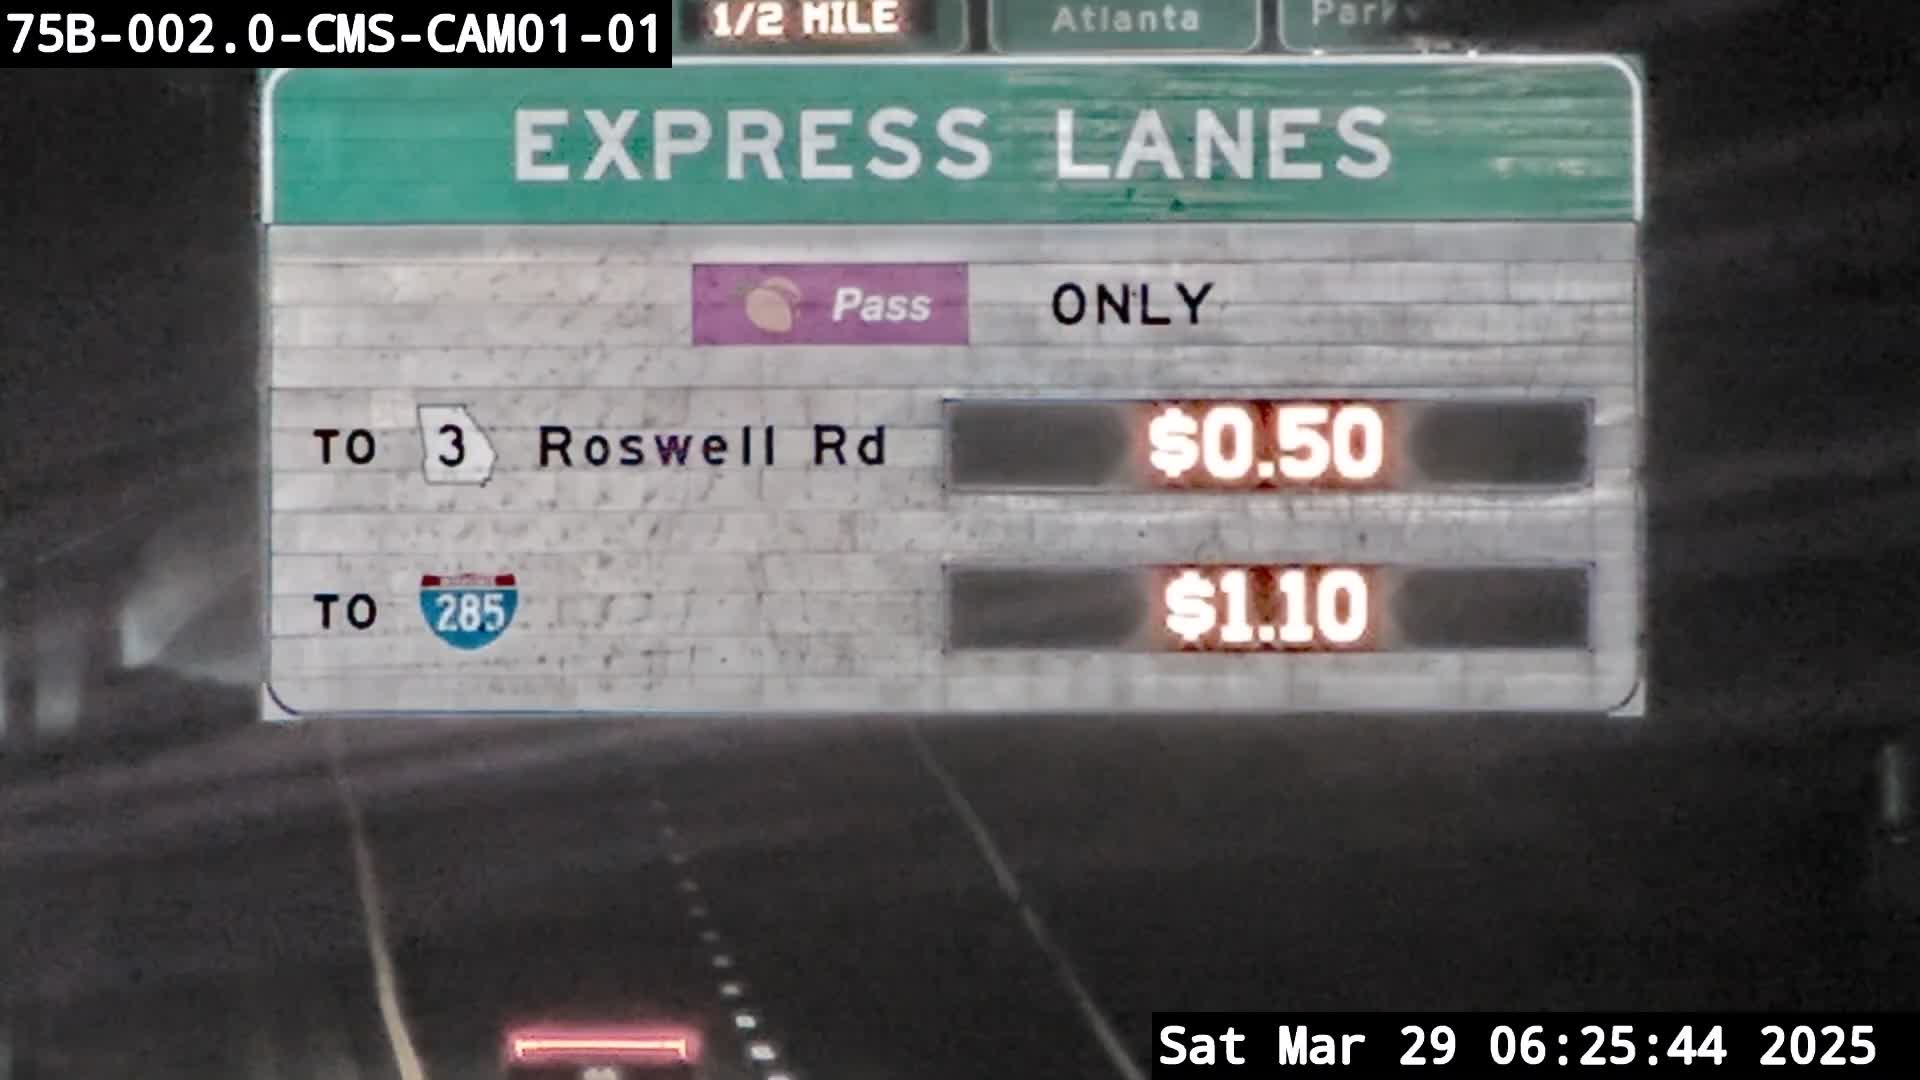 75B-002.0-CMS-CAM01-01
1/2 MILE
Atlanta
EXPRESS LANES
Pass ONLY
TO 3 Roswell Rd $0.50
TO 285 $1.10
Sat Mar 29 06:25:44 2025